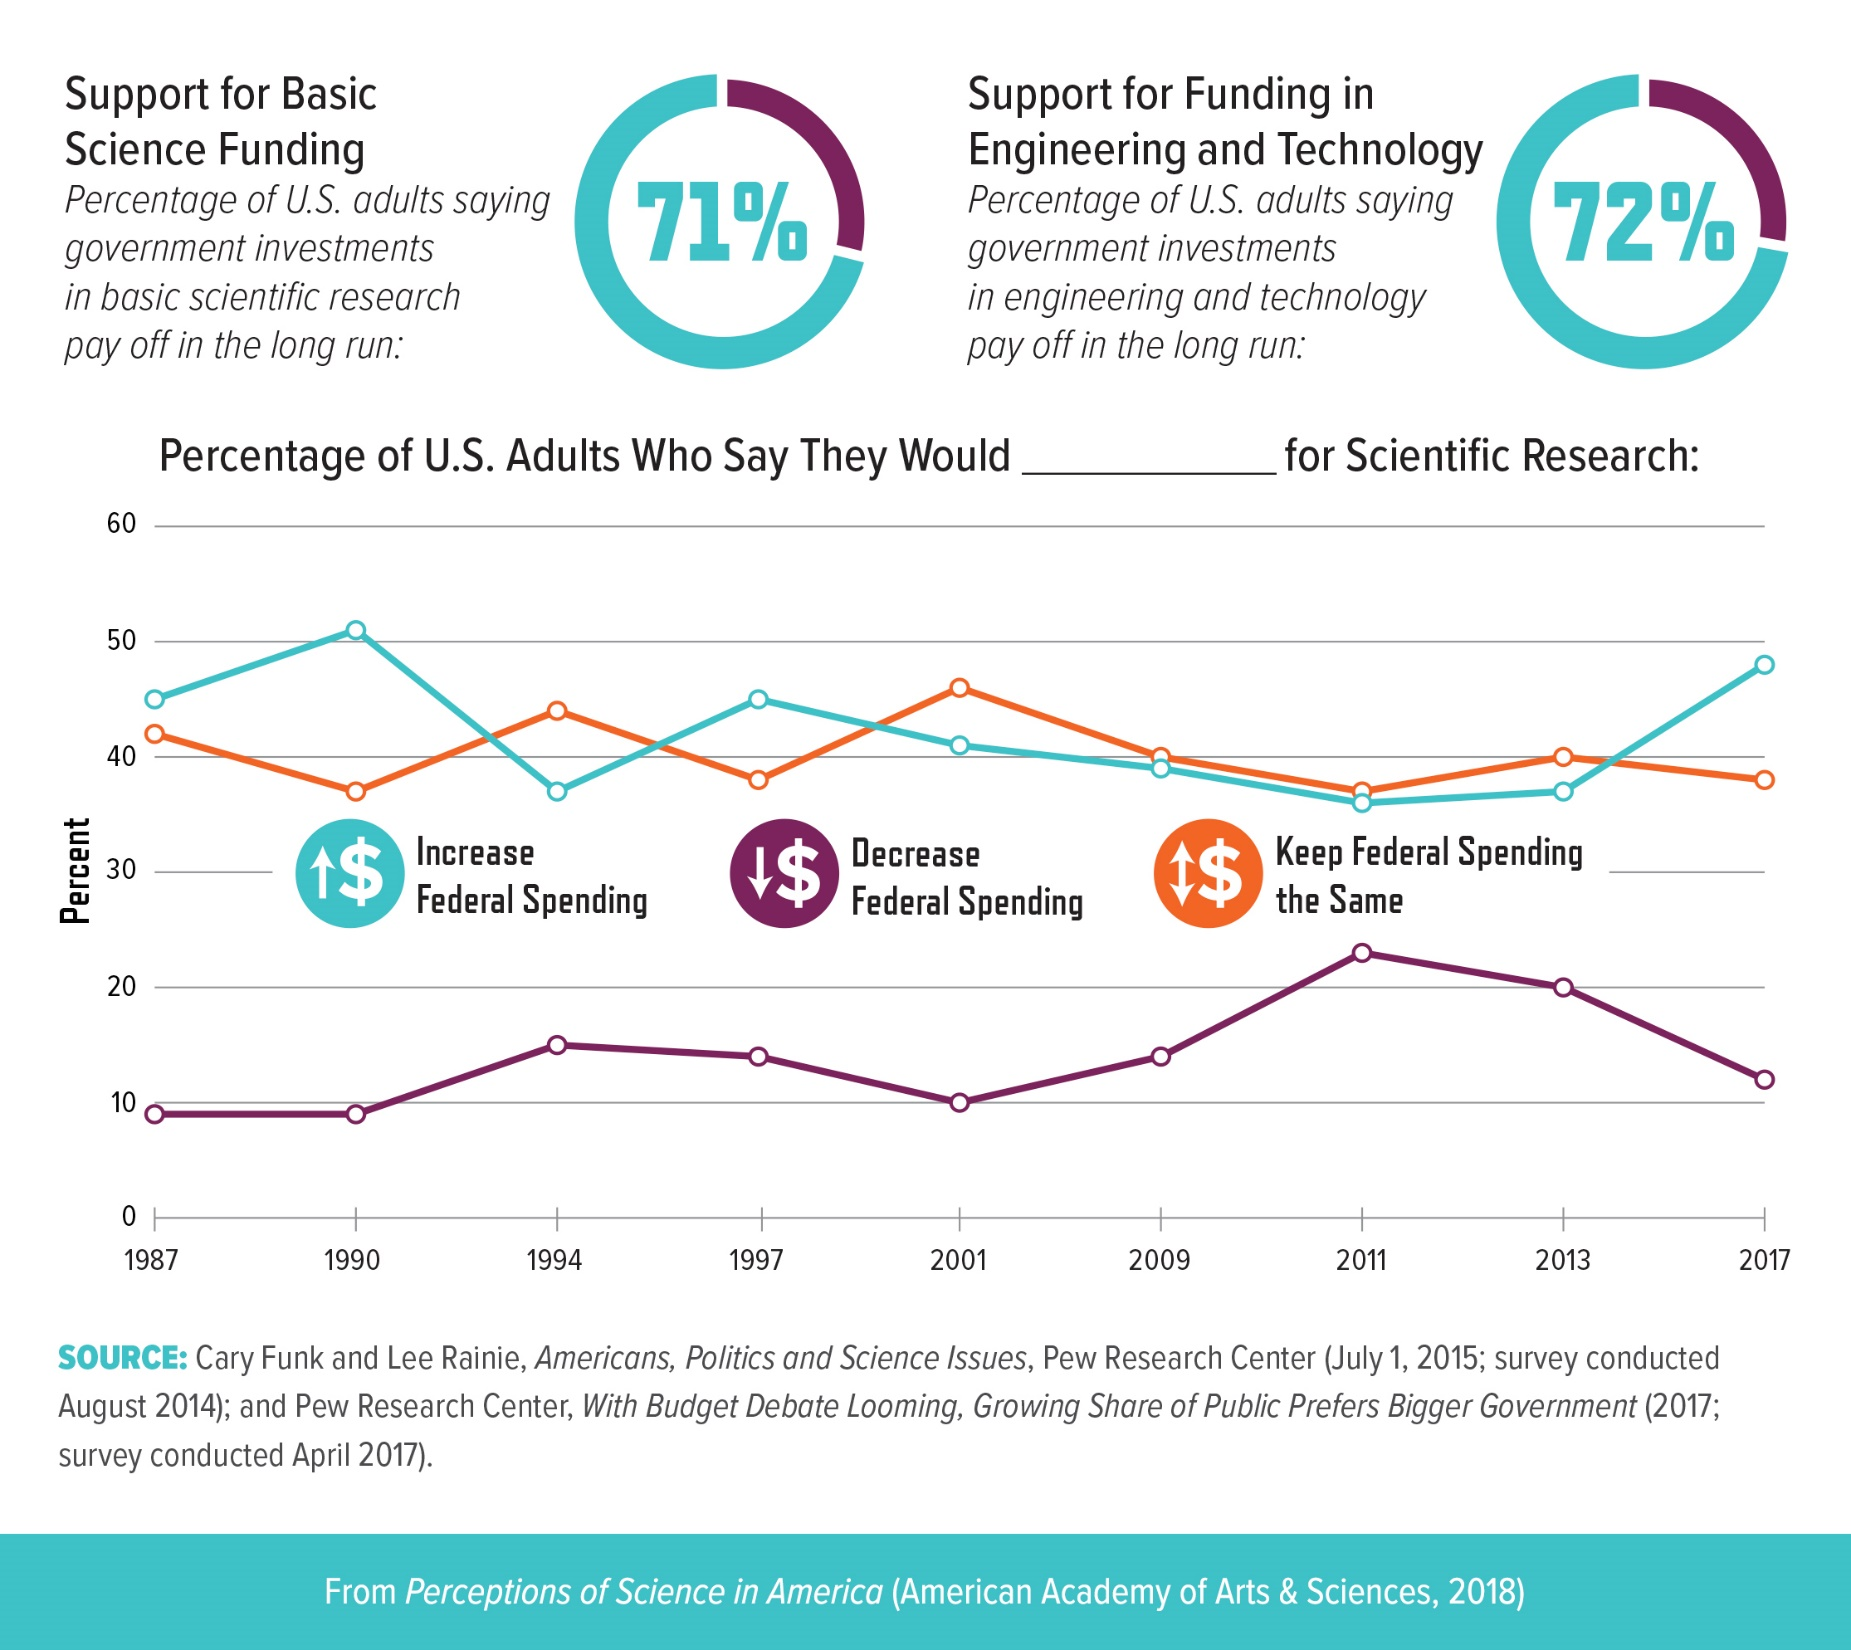 Support for Basic
Science Funding
Percentage of U.S. adults saying
government investments
in basic scientific research
pay off in the long run:
71%
Support for Funding in
Engineering and Technology
Percentage of U.S. adults saying
government investments
in engineering and technology
pay off in the long run:
72%
Percentage of U.S. Adults Who Say They Would ____________ for Scientific Research:
60
50
40
30
20
10
0
Percent
↑$ Increase
Federal Spending
↓$ Decrease
Federal Spending
↕$ Keep Federal Spending
the Same
1987 1990 1994 1997 2001 2009 2011 2013 2017
SOURCE: Cary Funk and Lee Rainie, Americans, Politics and Science Issues, Pew Research Center (July 1, 2015; survey conducted
August 2014); and Pew Research Center, With Budget Debate Looming, Growing Share of Public Prefers Bigger Government (2017;
survey conducted April 2017).
From Perceptions of Science in America (American Academy of Arts & Sciences, 2018)